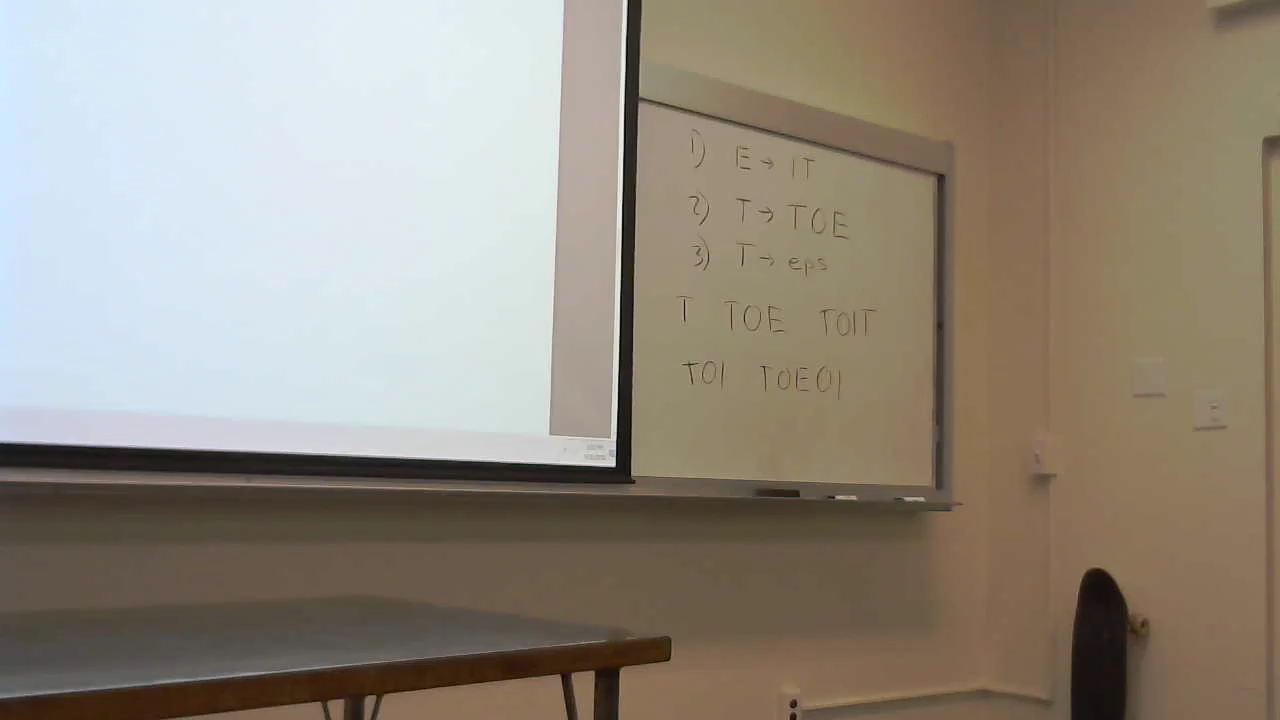 1) E → IT
2) T → TOE
3) T → eps
T TOE TOIT
TOI TOEOI